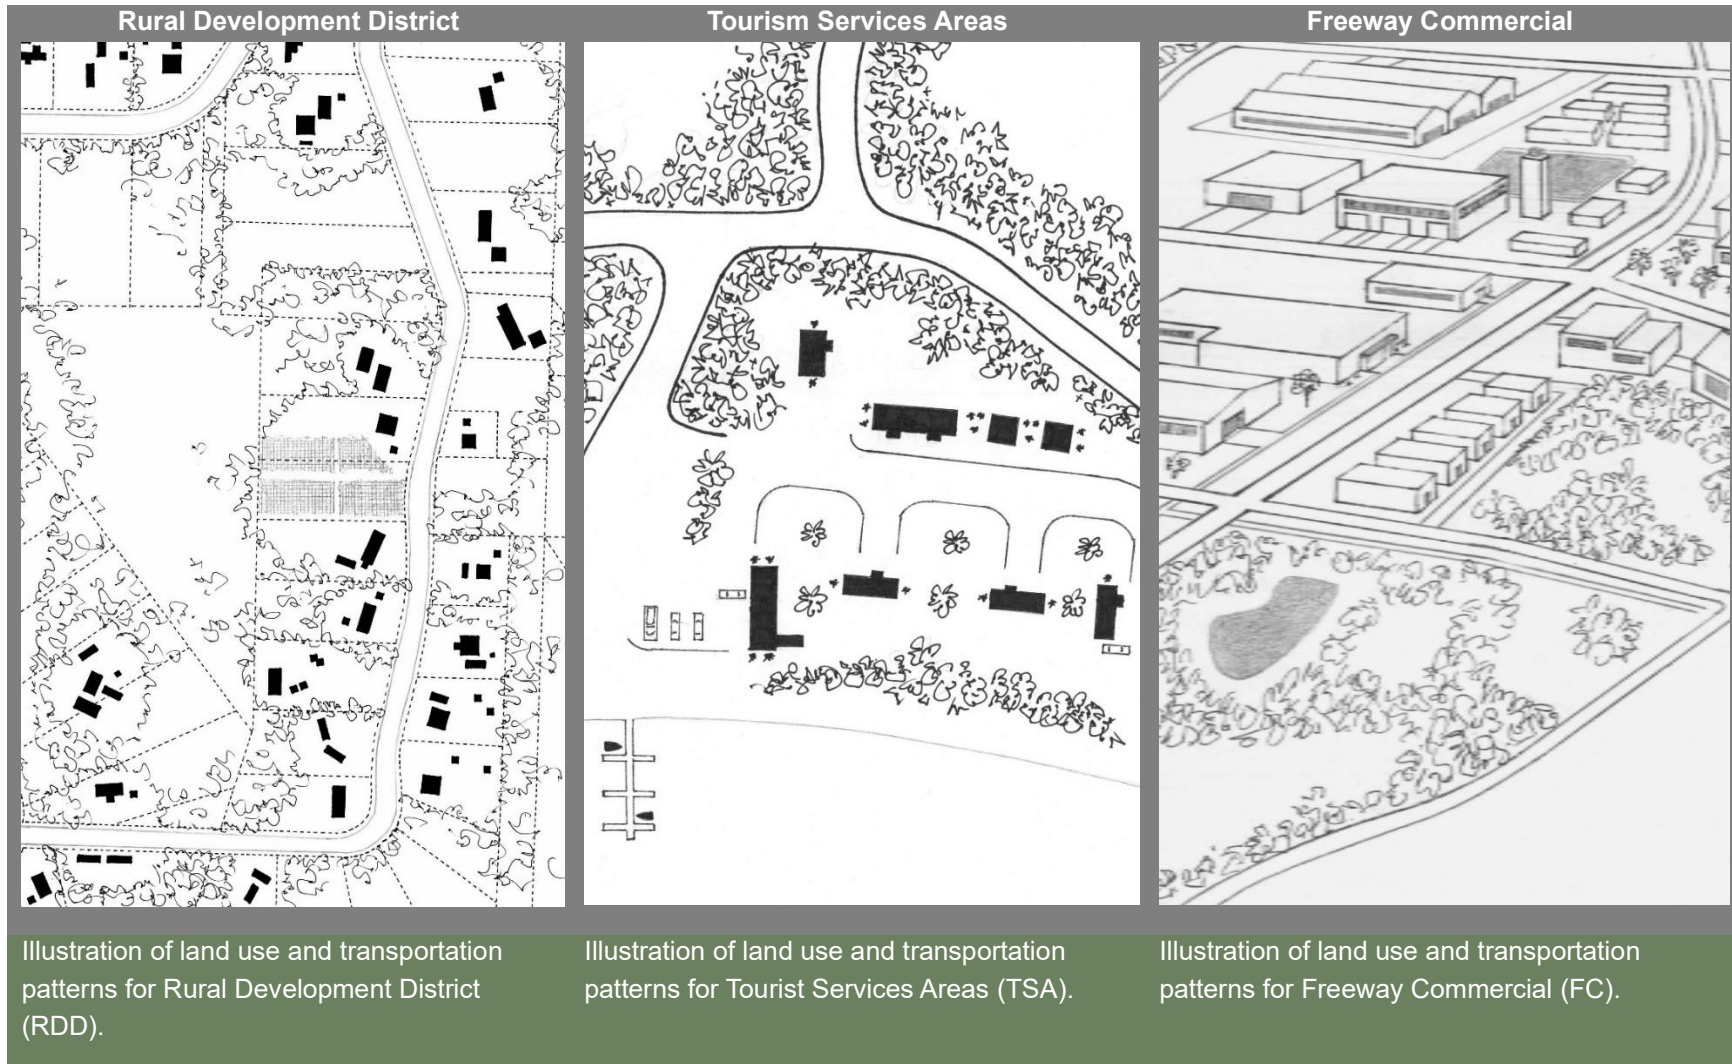 Rural Development District
Tourism Services Areas
Freeway Commercial
Illustration of land use and transportation
patterns for Rural Development District
(RDD).
Illustration of land use and transportation
patterns for Tourist Services Areas (TSA).
Illustration of land use and transportation
patterns for Freeway Commercial (FC).